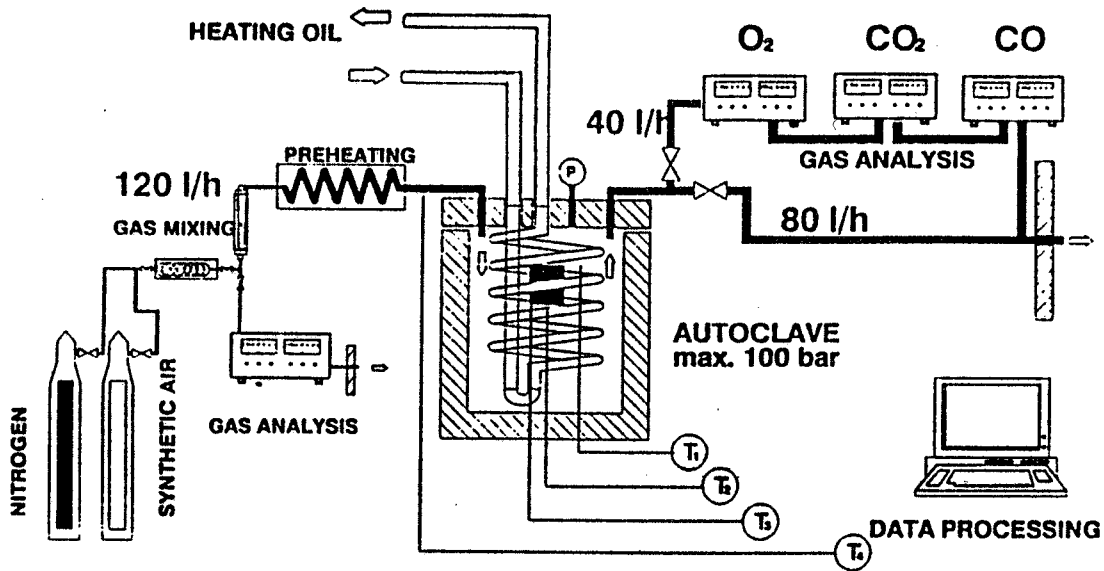 HEATING OIL
O₂
CO₂
CO
40 l/h
GAS ANALYSIS
PREHEATING
120 l/h
GAS MIXING
P
80 l/h
AUTOCLAVE
max. 100 bar
NITROGEN
SYNTHETIC AIR
GAS ANALYSIS
T₁
T₂
T₃
T₄
DATA PROCESSING